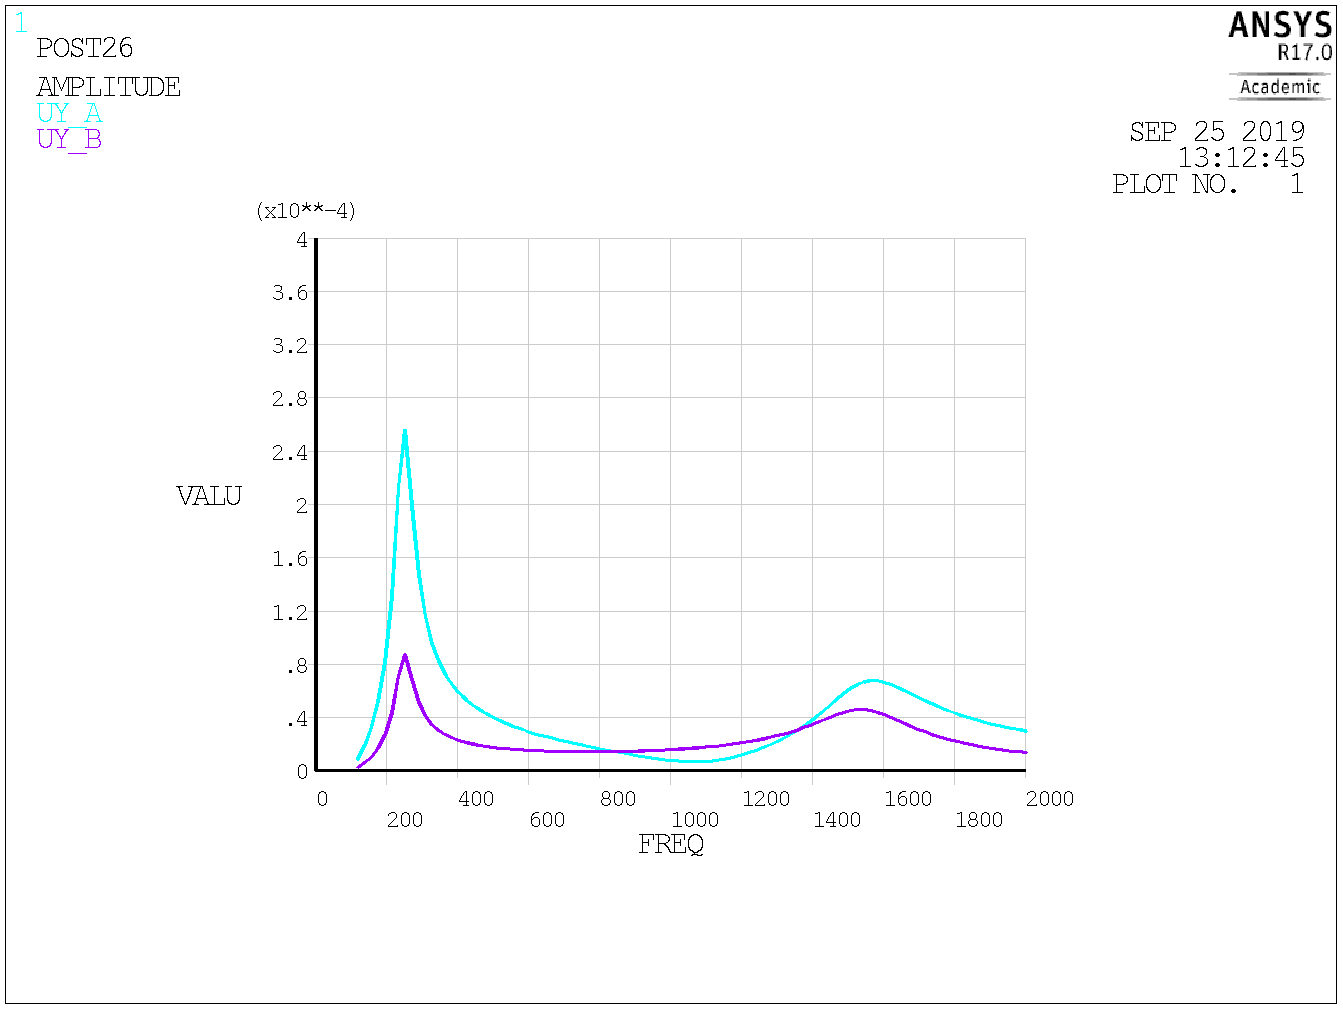 1
POST26
AMPLITUDE
UY_A
UY_B
ANSYS
R17.0
Academic
SEP 25 2019
13:12:45
PLOT NO. 1
(x10**-4)
4
3.6
3.2
2.8
2.4
2
1.6
1.2
.8
.4
0
VALU
0 400 800 1200 1600 2000
200 600 1000 1400 1800
FREQ